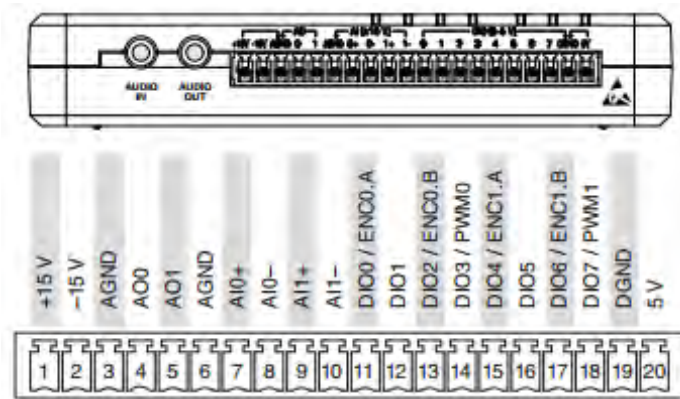 AUDIO IN
AUDIO OUT
+15 V
–15 V
AGND
AO0
AO1
AGND
AI0+
AI0–
AI1+
AI1–
DIO0 / ENC0.A
DIO1
DIO2 / ENC0.B
DIO3 / PWM0
DIO4 / ENC1.A
DIO5
DIO6 / ENC1.B
DIO7 / PWM1
DGND
5 V
1 2 3 4 5 6 7 8 9 10 11 12 13 14 15 16 17 18 19 20